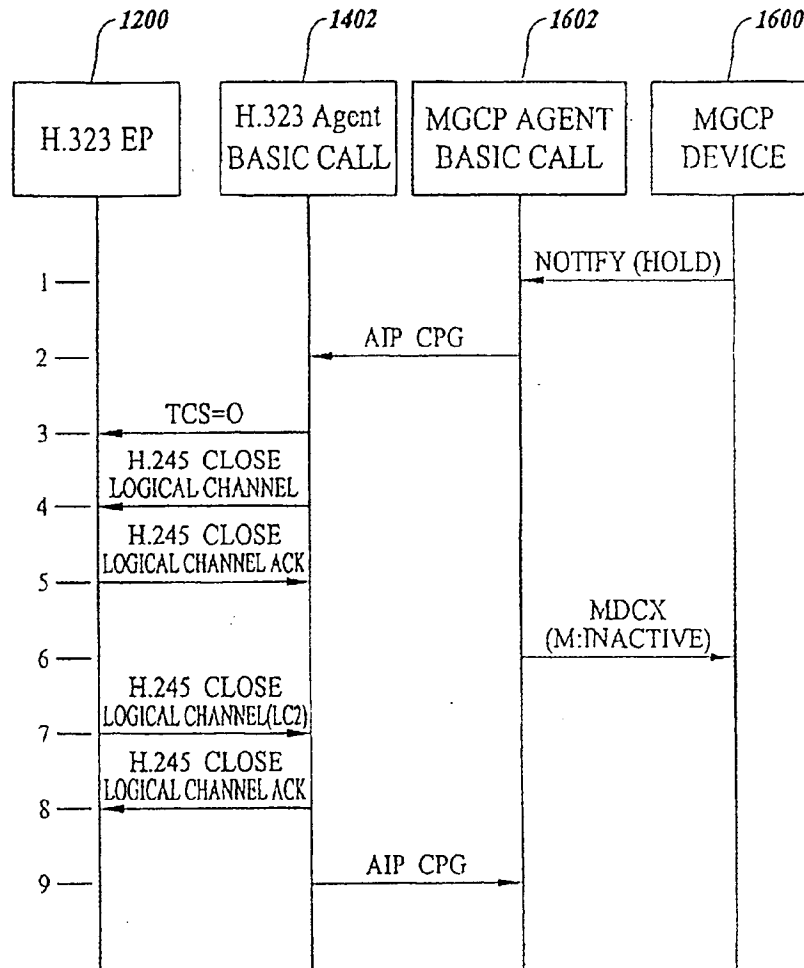 1200
1402
1602
1600
H.323 EP
H.323 Agent
BASIC CALL
MGCP AGENT
BASIC CALL
MGCP
DEVICE
1
NOTIFY (HOLD)
2
AIP CPG
3
TCS=O
4
H.245 CLOSE
LOGICAL CHANNEL
5
H.245 CLOSE
LOGICAL CHANNEL ACK
6
MDCX
(M:INACTIVE)
7
H.245 CLOSE
LOGICAL CHANNEL(LC2)
8
H.245 CLOSE
LOGICAL CHANNEL ACK
9
AIP CPG